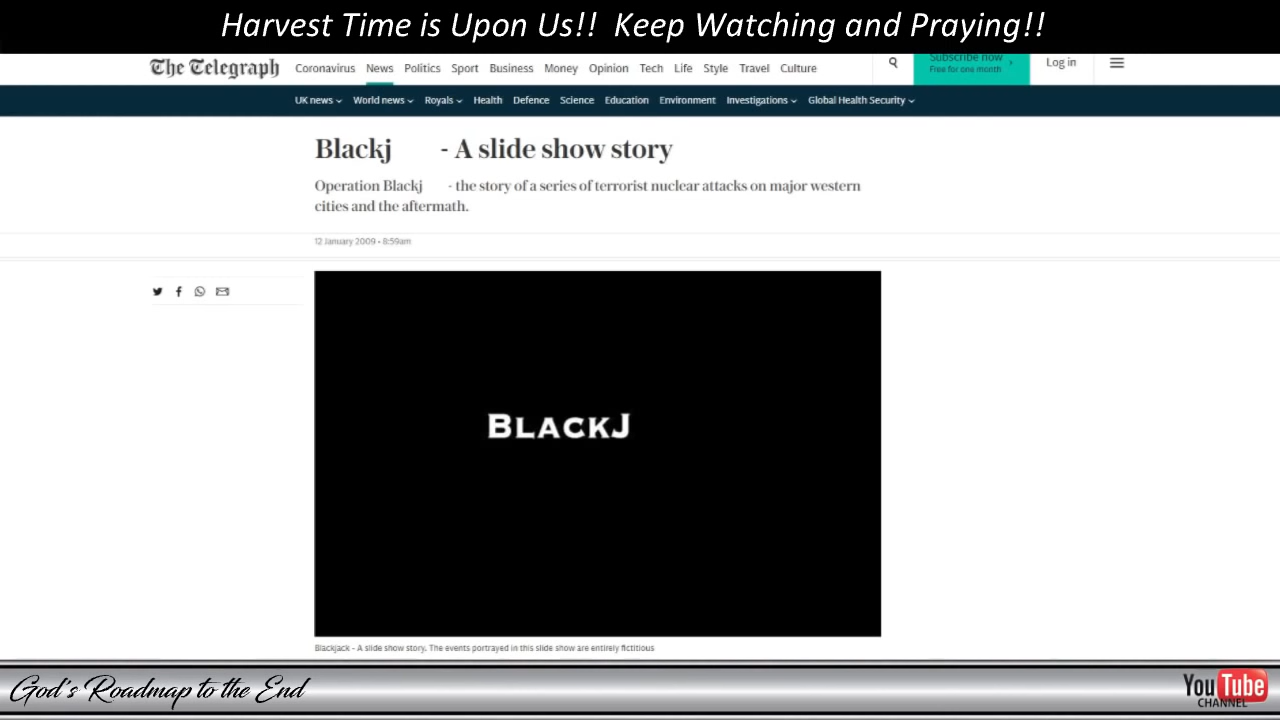 Harvest Time is Upon Us!! Keep Watching and Praying!!
The Telegraph Coronavirus News Politics Sport Business Money Opinion Tech Life Style Travel Culture Subscribe now › Free for one month Log in
UK news World news Royals Health Defence Science Education Environment Investigations Global Health Security
Blackj - A slide show story
Operation Blackj - the story of a series of terrorist nuclear attacks on major western
cities and the aftermath.
12 January 2009 • 8:59am
BLACKJ
Blackjack - A slide show story. The events portrayed in this slide show are entirely fictitious
God's Roadmap to the End
YouTube
CHANNEL